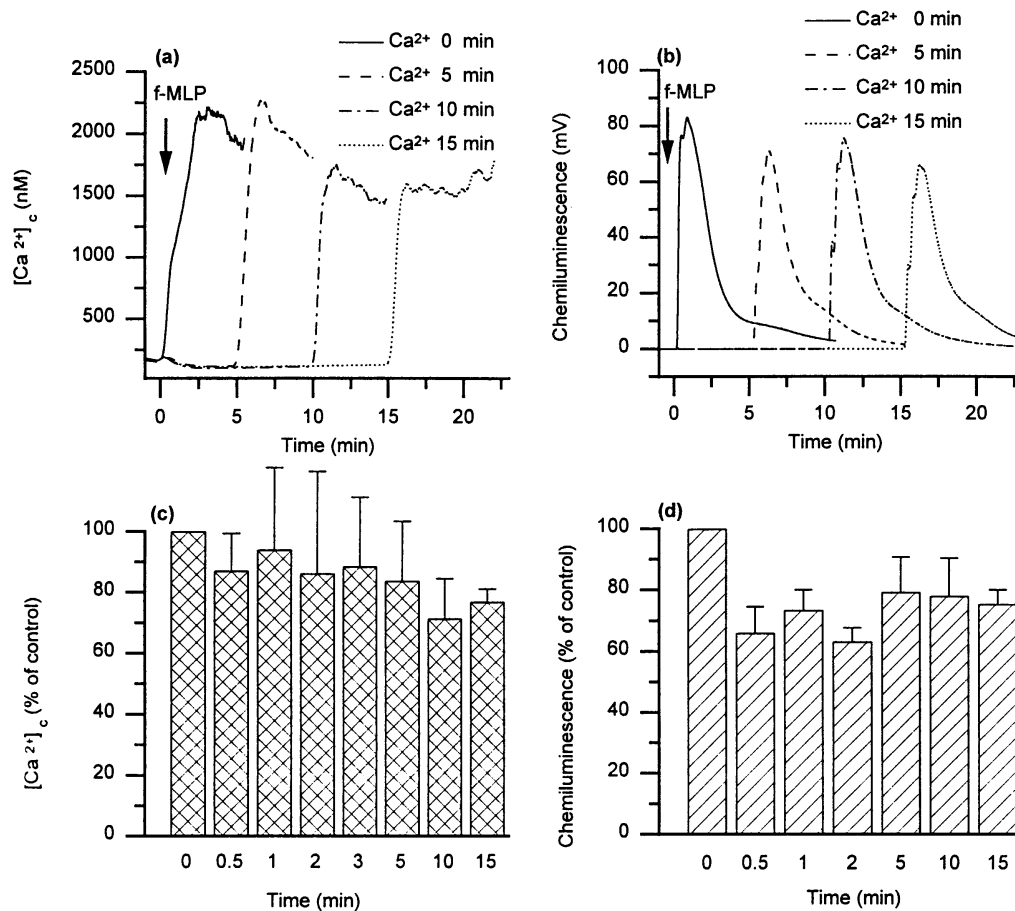 (a)
Ca²⁺ 0 min
Ca²⁺ 5 min
Ca²⁺ 10 min
Ca²⁺ 15 min
f-MLP
[Ca ²⁺] c (nM)
2500
2000
1500
1000
500
0 5 10 15 20
Time (min)
(b)
Ca²⁺ 0 min
Ca²⁺ 5 min
Ca²⁺ 10 min
Ca²⁺ 15 min
f-MLP
Chemiluminescence (mV)
100
80
60
40
20
0
0 5 10 15 20
Time (min)
(c)
[Ca ²⁺] c (% of control)
100
80
60
40
20
0
0 0.5 1 2 3 5 10 15
Time (min)
(d)
Chemiluminescence (% of control)
100
80
60
40
20
0
0 0.5 1 2 5 10 15
Time (min)